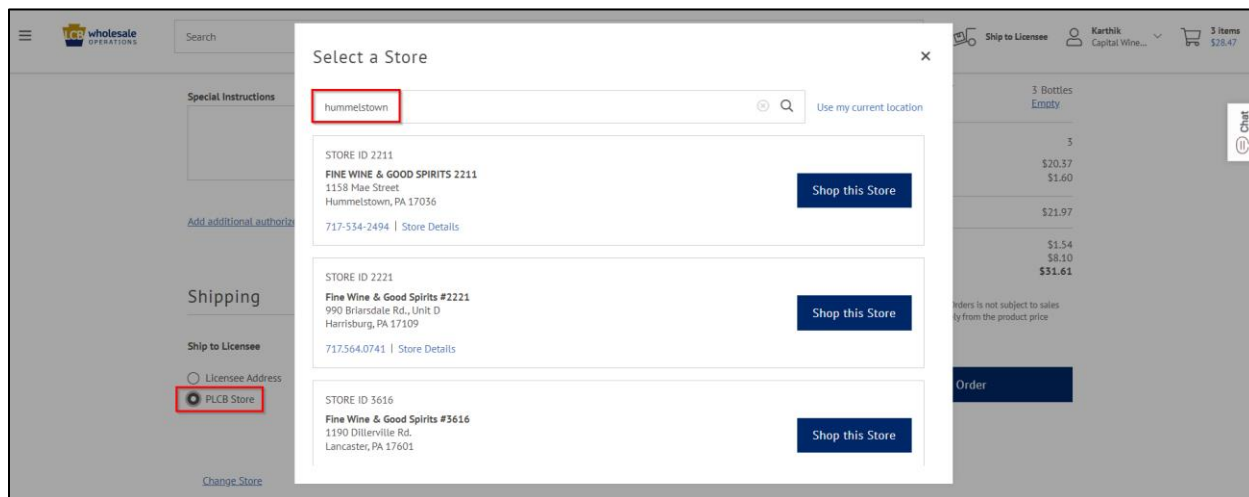 LCB wholesale
OPERATIONS
Search
Ship to Licensee
Karthik
Capital Wine...
3 Items
$28.47
Special Instructions
Add additional authoriz
Shipping
Ship to Licensee
Licensee Address
PLCB Store
Change Store
Select a Store
hummelstown
Use my current location
STORE ID 2211
FINE WINE & GOOD SPIRITS 2211
1158 Mae Street
Hummelstown, PA 17036
717-534-2494 | Store Details
Shop this Store
STORE ID 2221
Fine Wine & Good Spirits #2221
990 Briarsdale Rd., Unit D
Harrisburg, PA 17109
717.564.0741 | Store Details
Shop this Store
STORE ID 3616
Fine Wine & Good Spirits #3616
1190 Dillerville Rd.
Lancaster, PA 17601
Shop this Store
3 Bottles
Empty
3
$20.37
$1.60
$21.97
$1.54
$8.10
$31.61
Orders is not subject to sales
ly from the product price
Order
Chat